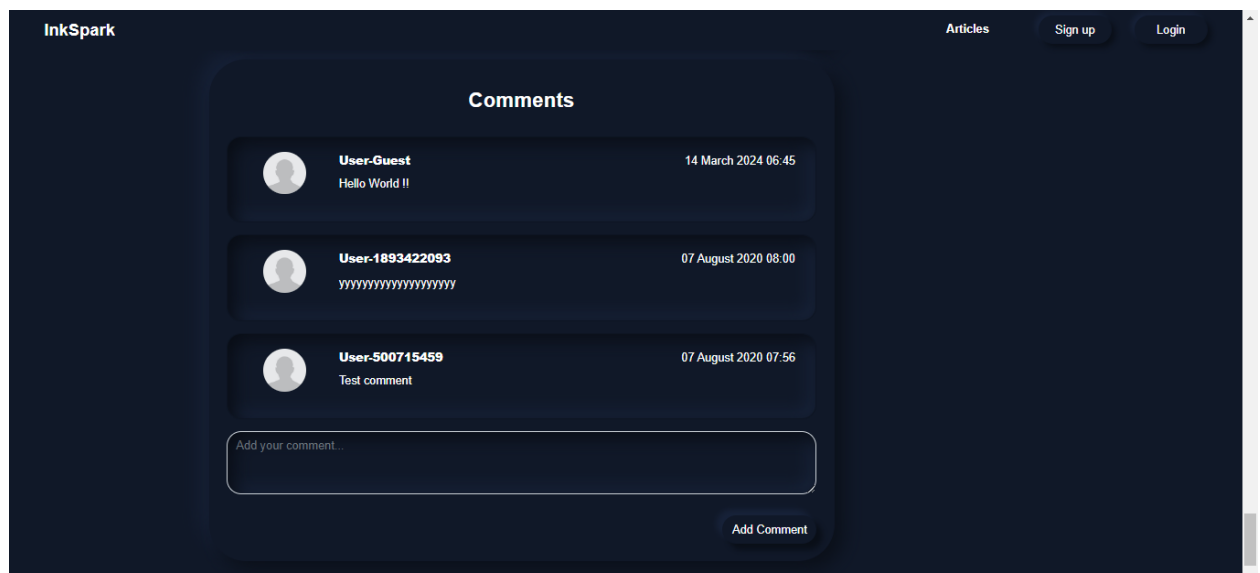 InkSpark Articles Sign up Login
Comments
User-Guest 14 March 2024 06:45
Hello World !!
User-1893422093 07 August 2020 08:00
yyyyyyyyyyyyyyyyyyyy
User-500715459 07 August 2020 07:56
Test comment
Add your comment...
Add Comment